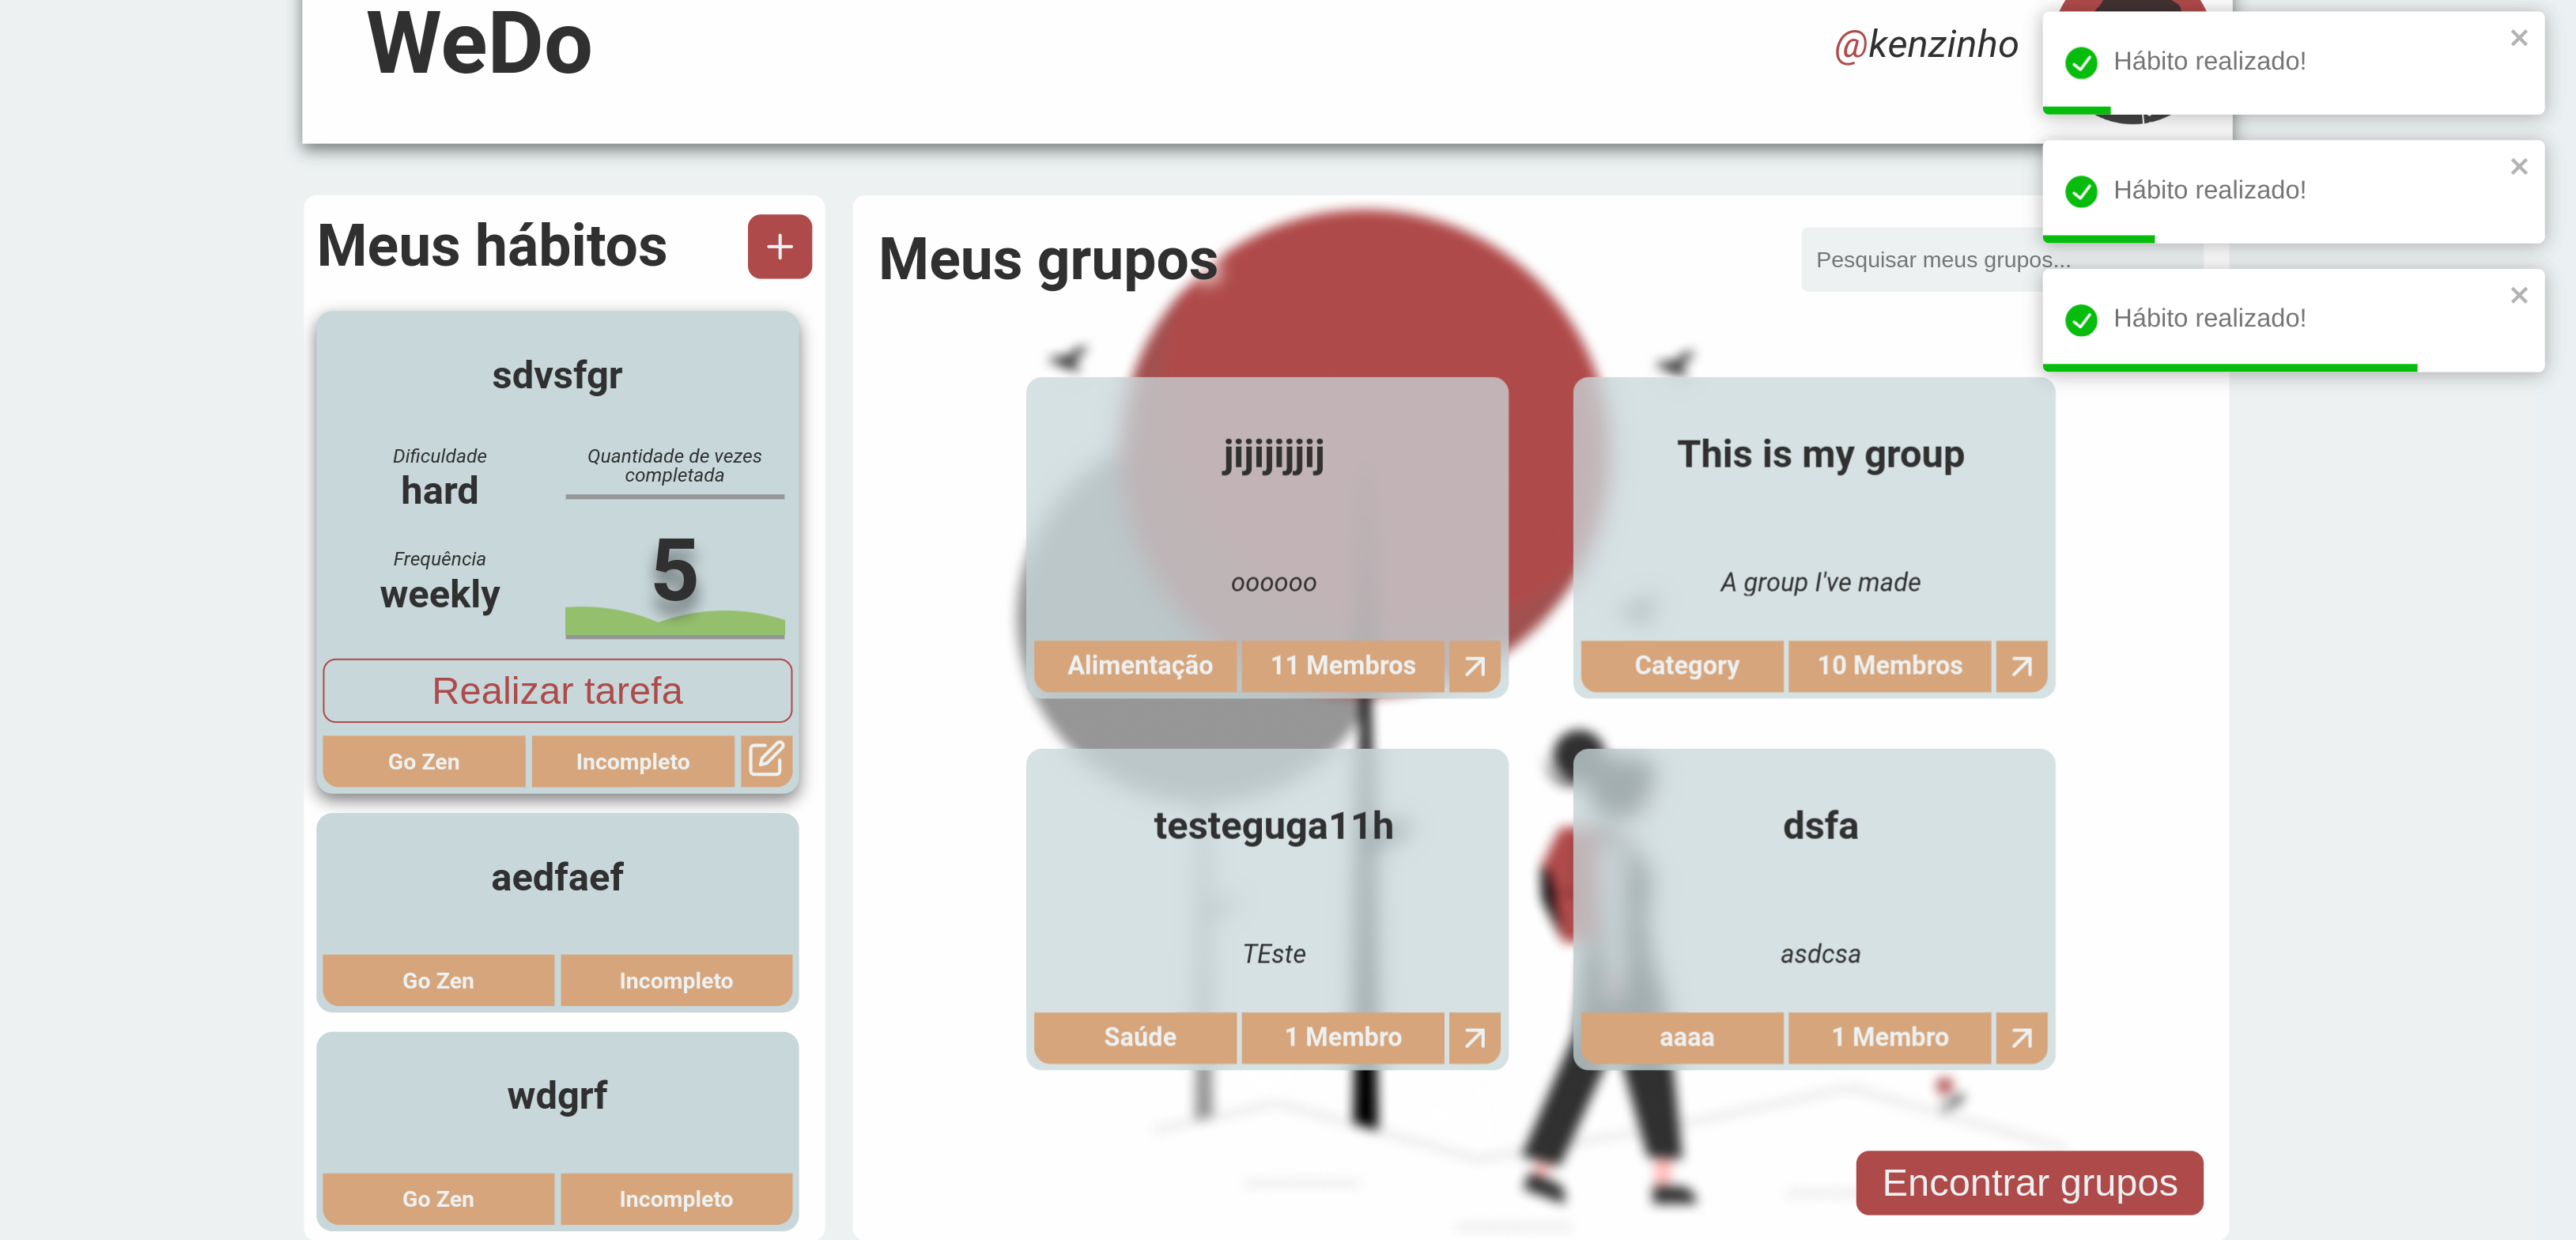 WeDo
@kenzinho
Hábito realizado!
Hábito realizado!
Hábito realizado!
Meus hábitos
sdvsfgr
Dificuldade
hard
Quantidade de vezes
completada
Frequência
weekly
5
Realizar tarefa
Go Zen
Incompleto
aedfaef
Go Zen
Incompleto
wdgrf
Go Zen
Incompleto
Meus grupos
Pesquisar meus grupos...
jijijijjij
oooooo
Alimentação
11 Membros
This is my group
A group I've made
Category
10 Membros
testeguga11h
TEste
Saúde
1 Membro
dsfa
asdcsa
aaaa
1 Membro
Encontrar grupos